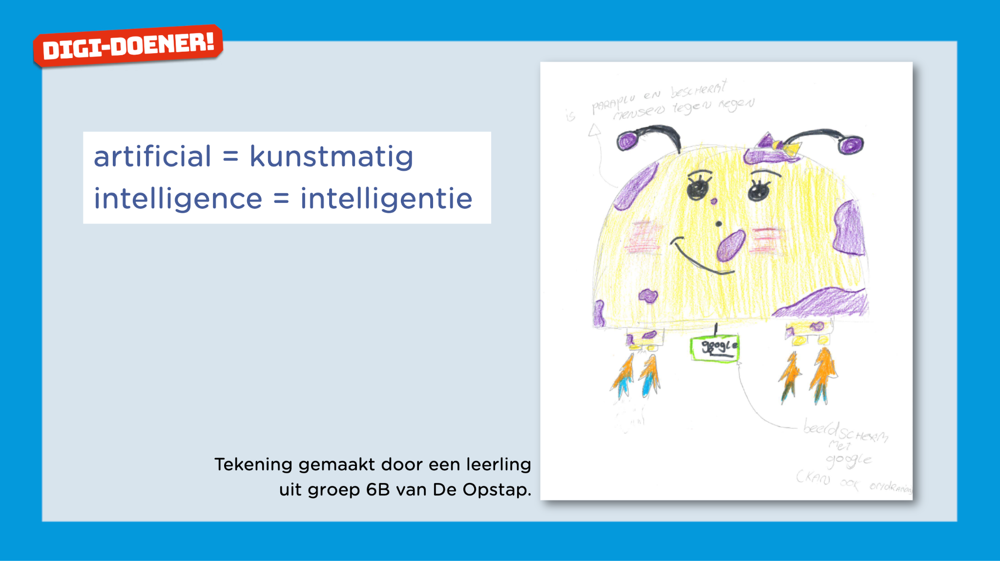 DIGI-DOENER!
artificial = kunstmatig
intelligence = intelligentie
is paraplu en beschermt
mensen tegen regen
google
beeldscherm
met
google
(kan ook
Tekening gemaakt door een leerling
uit groep 6B van De Opstap.